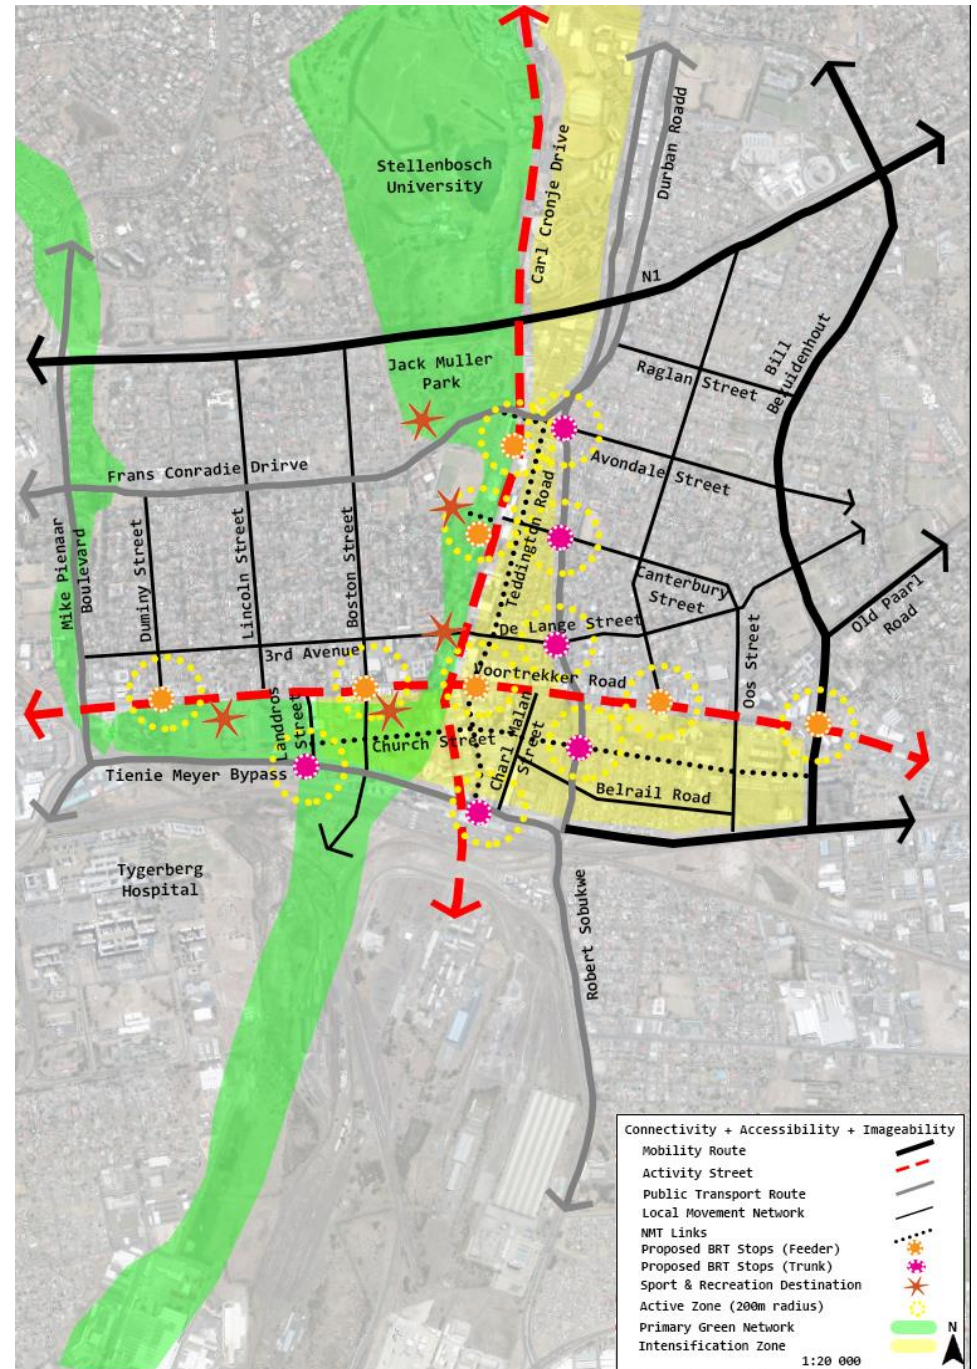 Stellenbosch
University
Carl Cronje Drive
Durban Roadd
N1
Jack Muller
Park
Raglan Street
Bill
Bezuidenhout
Frans Conradie Drirve
Avondale Street
Teddington Road
Mike Pienaar
Boulevard
Duminy Street
Lincoln Street
Boston Street
Canterbury
Street
Old Paarl
Road
De Lange Street
3rd Avenue
Oos Street
Voortrekker Road
Landdros
Street
Church Street
Charl Malan
Street
Tienie Meyer Bypass
Belrail Road
Tygerberg
Hospital
Robert Sobukwe
Connectivity + Accessibility + Imageability
Mobility Route
Activity Street
Public Transport Route
Local Movement Network
NMT Links
Proposed BRT Stops (Feeder)
Proposed BRT Stops (Trunk)
Sport & Recreation Destination
Active Zone (200m radius)
Primary Green Network
N
Intensification Zone
1:20 000